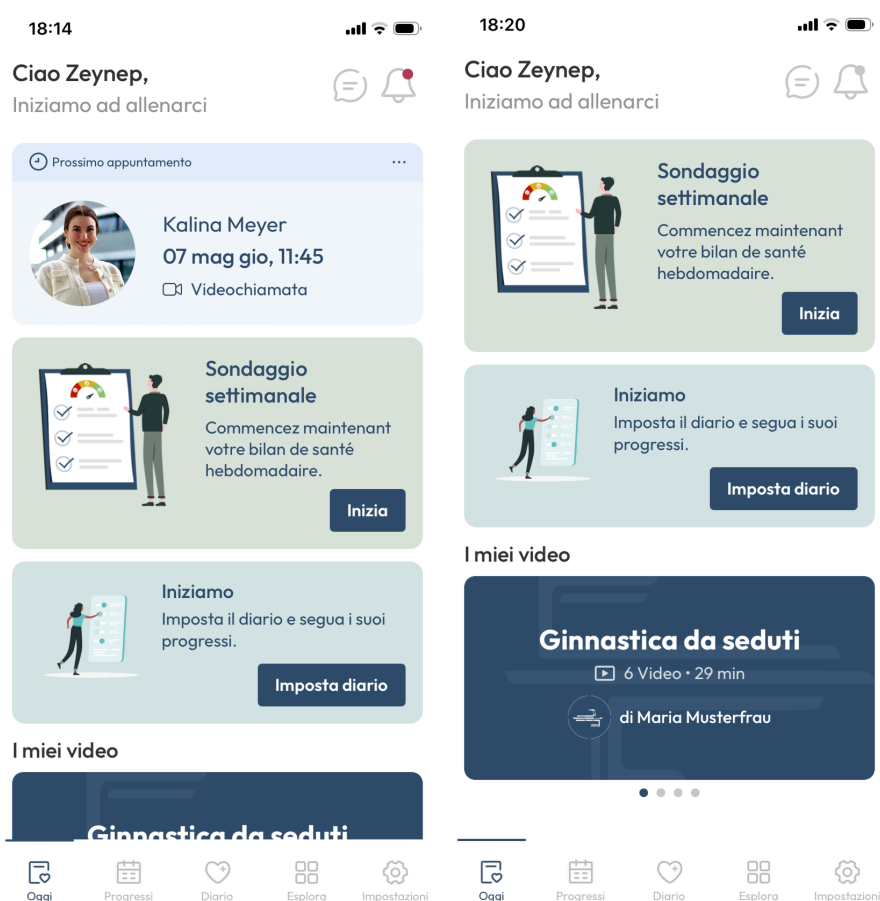 18:14
Ciao Zeynep,
Iniziamo ad allenarci
Prossimo appuntamento
Kalina Meyer
07 mag gio, 11:45
Videochiamata
Sondaggio
settimanale
Commencez maintenant
votre bilan de santé
hebdomadaire.
Inizia
Iniziamo
Imposta il diario e segua i suoi
progressi.
Imposta diario
I miei video
Ginnastica da seduti
Oggi
Progressi
Diario
Esplora
Impostazioni
18:20
Ciao Zeynep,
Iniziamo ad allenarci
Sondaggio
settimanale
Commencez maintenant
votre bilan de santé
hebdomadaire.
Inizia
Iniziamo
Imposta il diario e segua i suoi
progressi.
Imposta diario
I miei video
Ginnastica da seduti
6 Video • 29 min
di Maria Musterfrau
Oggi
Progressi
Diario
Esplora
Impostazioni